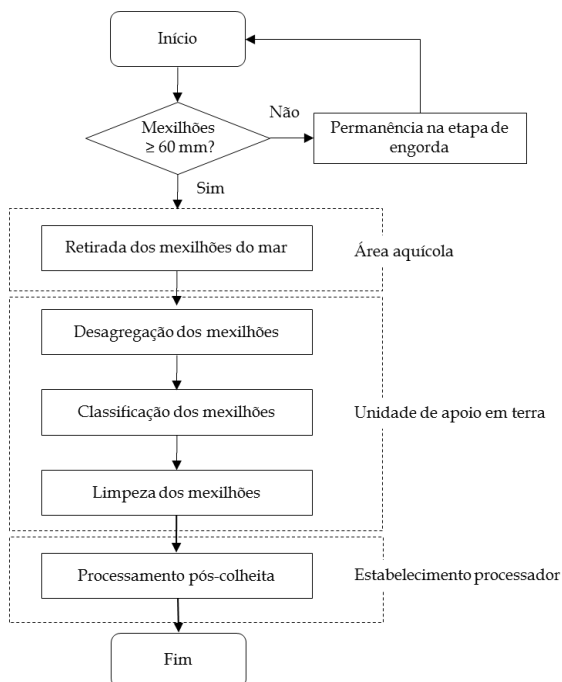 Início
Não
Mexilhões
≥ 60 mm?
Permanência na etapa de
engorda
Sim
Retirada dos mexilhões do mar
Área aquícola
Desagregação dos mexilhões
Classificação dos mexilhões
Unidade de apoio em terra
Limpeza dos mexilhões
Processamento pós-colheita
Estabelecimento processador
Fim